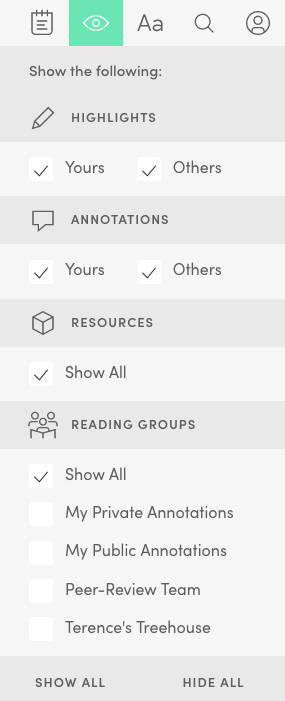 Aa
Show the following:
HIGHLIGHTS
Yours Others
ANNOTATIONS
Yours Others
RESOURCES
Show All
READING GROUPS
Show All
My Private Annotations
My Public Annotations
Peer-Review Team
Terence's Treehouse
SHOW ALL HIDE ALL